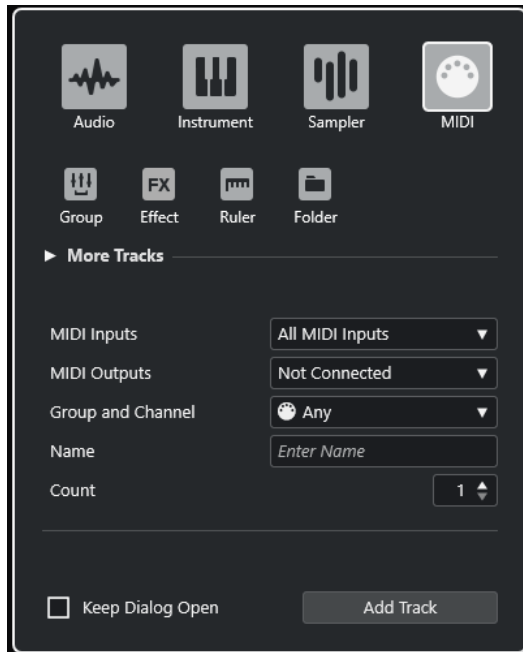 Audio Instrument Sampler MIDI
FX
Group Effect Ruler Folder
More Tracks
MIDI Inputs All MIDI Inputs
MIDI Outputs Not Connected
Group and Channel Any
Name Enter Name
Count 1
Keep Dialog Open Add Track